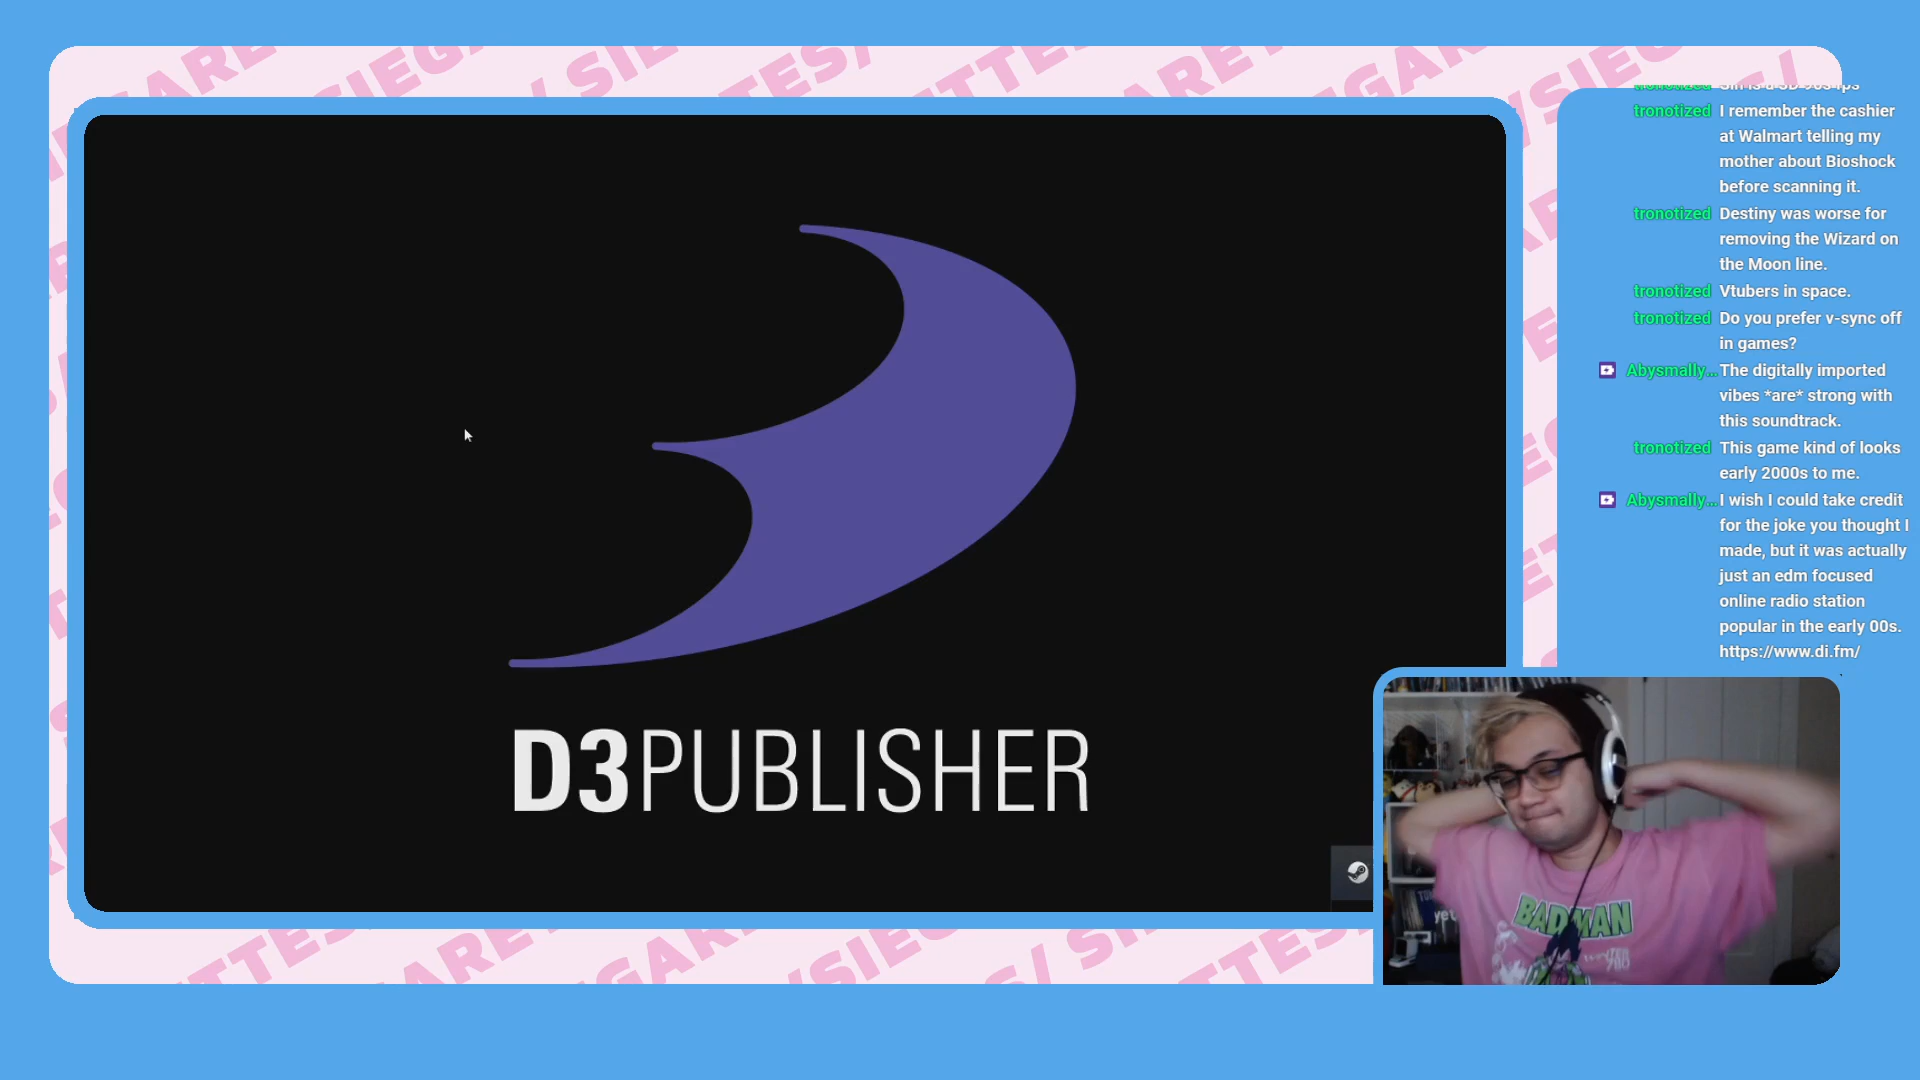 D3PUBLISHER
tronotized I remember the cashier
at Walmart telling my
mother about Bioshock
before scanning it.
tronotized Destiny was worse for
removing the Wizard on
the Moon line.
tronotized Vtubers in space.
tronotized Do you prefer v-sync off
in games?
Abysmally... The digitally imported
vibes *are* strong with
this soundtrack.
tronotized This game kind of looks
early 2000s to me.
Abysmally... I wish I could take credit
for the joke you thought I
made, but it was actually
just an edm focused
online radio station
popular in the early 00s.
https://www.di.fm/
yet
BADMAN